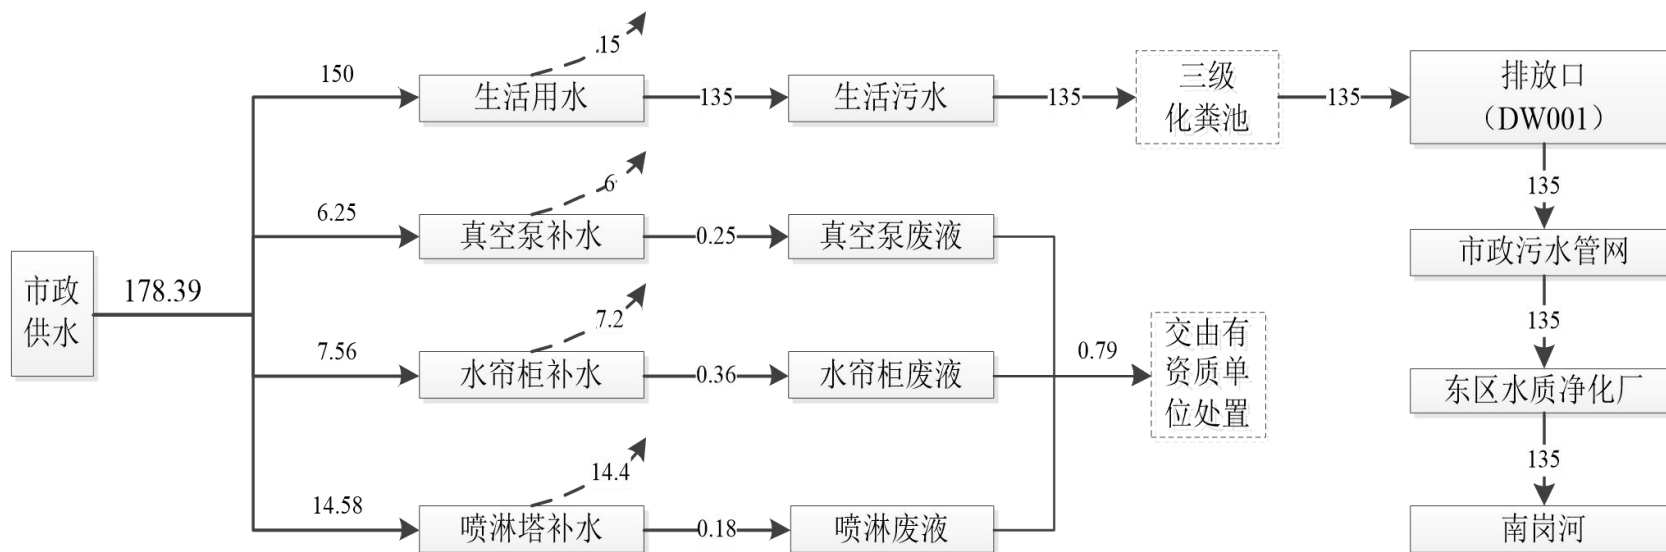 市政
供水
178.39
150
生活用水
15
135
生活污水
135
三级
化粪池
135
排放口
（DW001）
135
市政污水管网
135
东区水质净化厂
135
南岗河
6.25
真空泵补水
6
0.25
真空泵废液
7.56
水帘柜补水
7.2
0.36
水帘柜废液
14.58
喷淋塔补水
14.4
0.18
喷淋废液
0.79
交由有
资质单
位处置